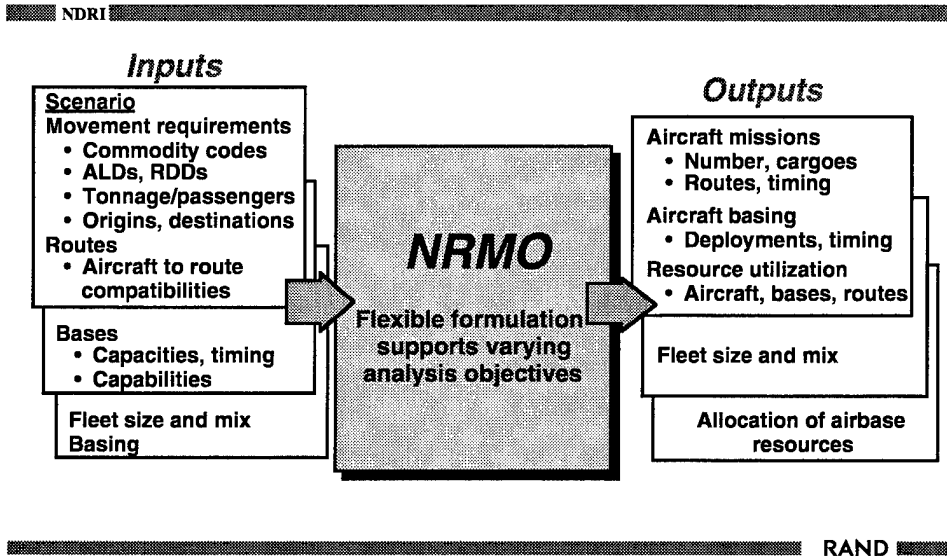 NDRI
Inputs
Scenario
Movement requirements
• Commodity codes
• ALDs, RDDs
• Tonnage/passengers
• Origins, destinations
Routes
• Aircraft to route
compatibilities
Bases
• Capacities, timing
• Capabilities
Fleet size and mix
Basing
NRMO
Flexible formulation
supports varying
analysis objectives
Outputs
Aircraft missions
• Number, cargoes
• Routes, timing
Aircraft basing
• Deployments, timing
Resource utilization
• Aircraft, bases, routes
Fleet size and mix
Allocation of airbase
resources
RAND